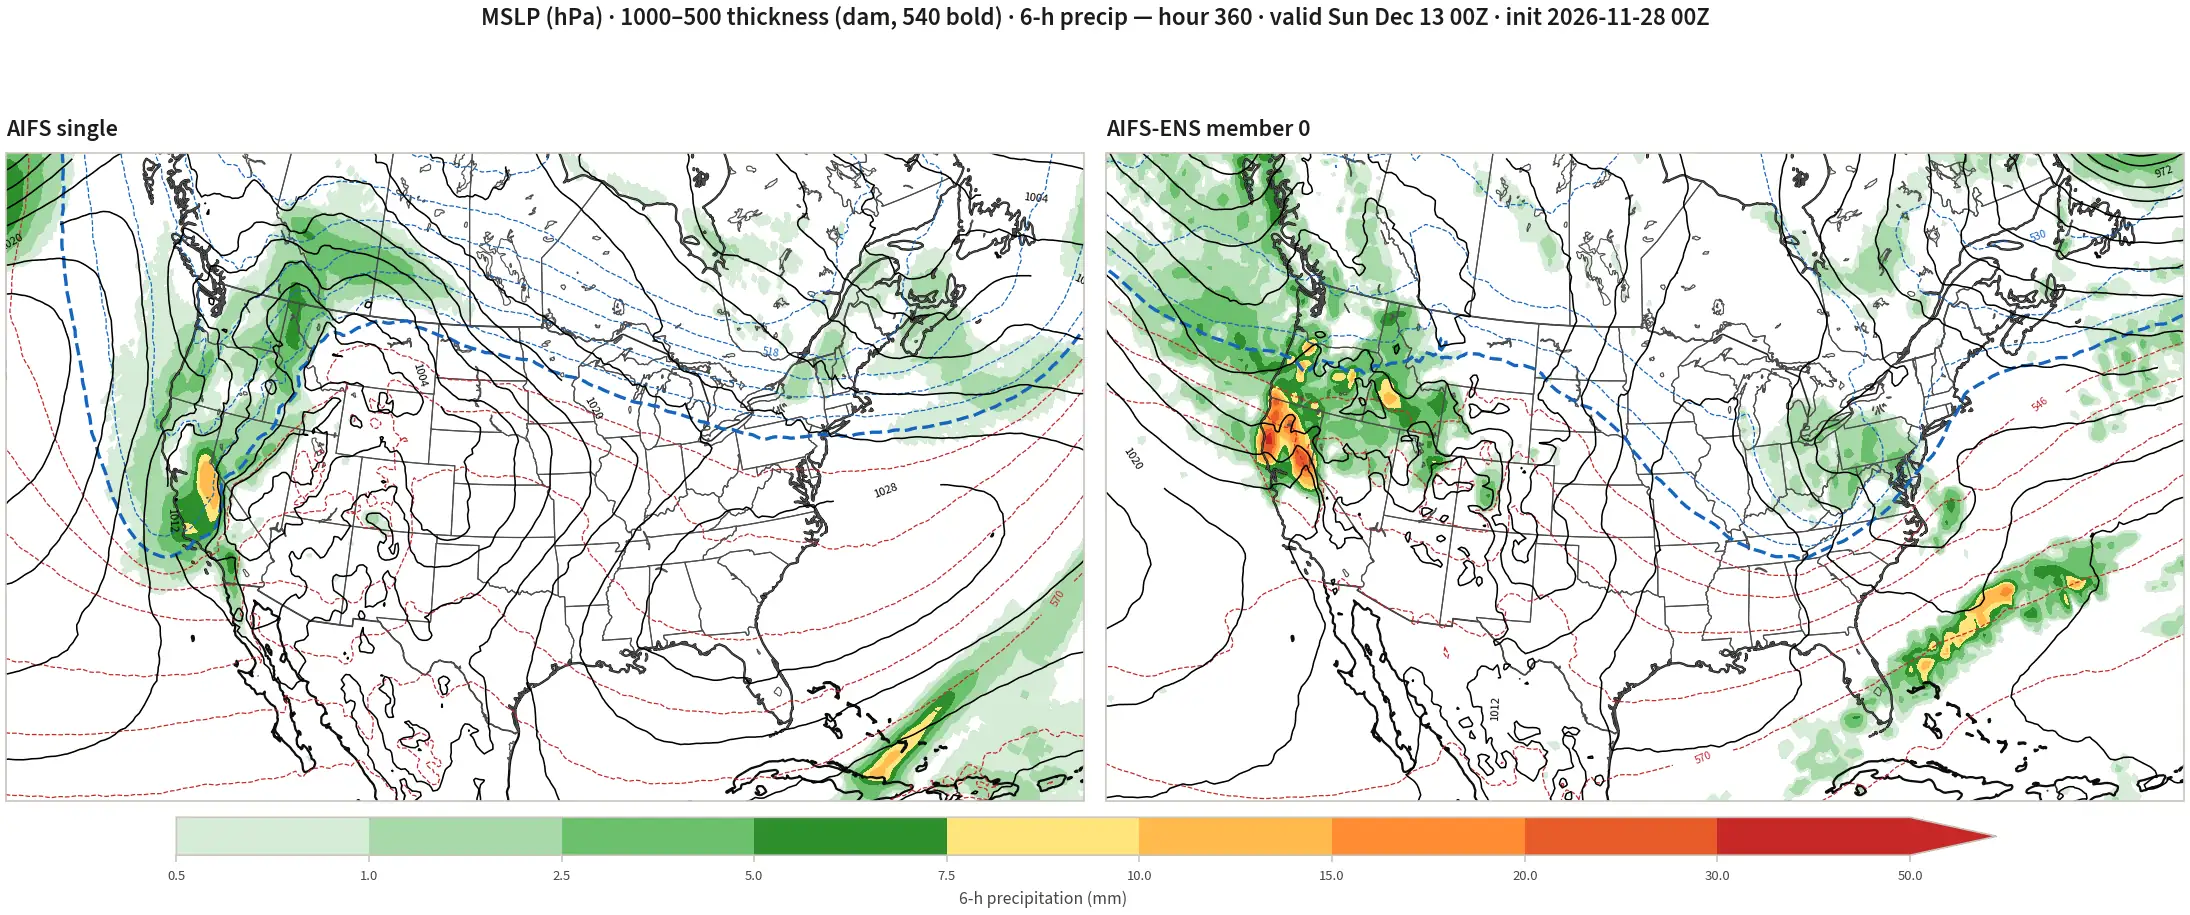 MSLP (hPa) · 1000–500 thickness (dam, 540 bold) · 6-h precip — hour 360 · valid Sun Dec 13 00Z · init 2026-11-28 00Z
AIFS single
AIFS-ENS member 0
1004
518
1004
1020
1028
1012
570
972
530
546
1020
1012
570
0.5 1.0 2.5 5.0 7.5 10.0 15.0 20.0 30.0 50.0
6-h precipitation (mm)